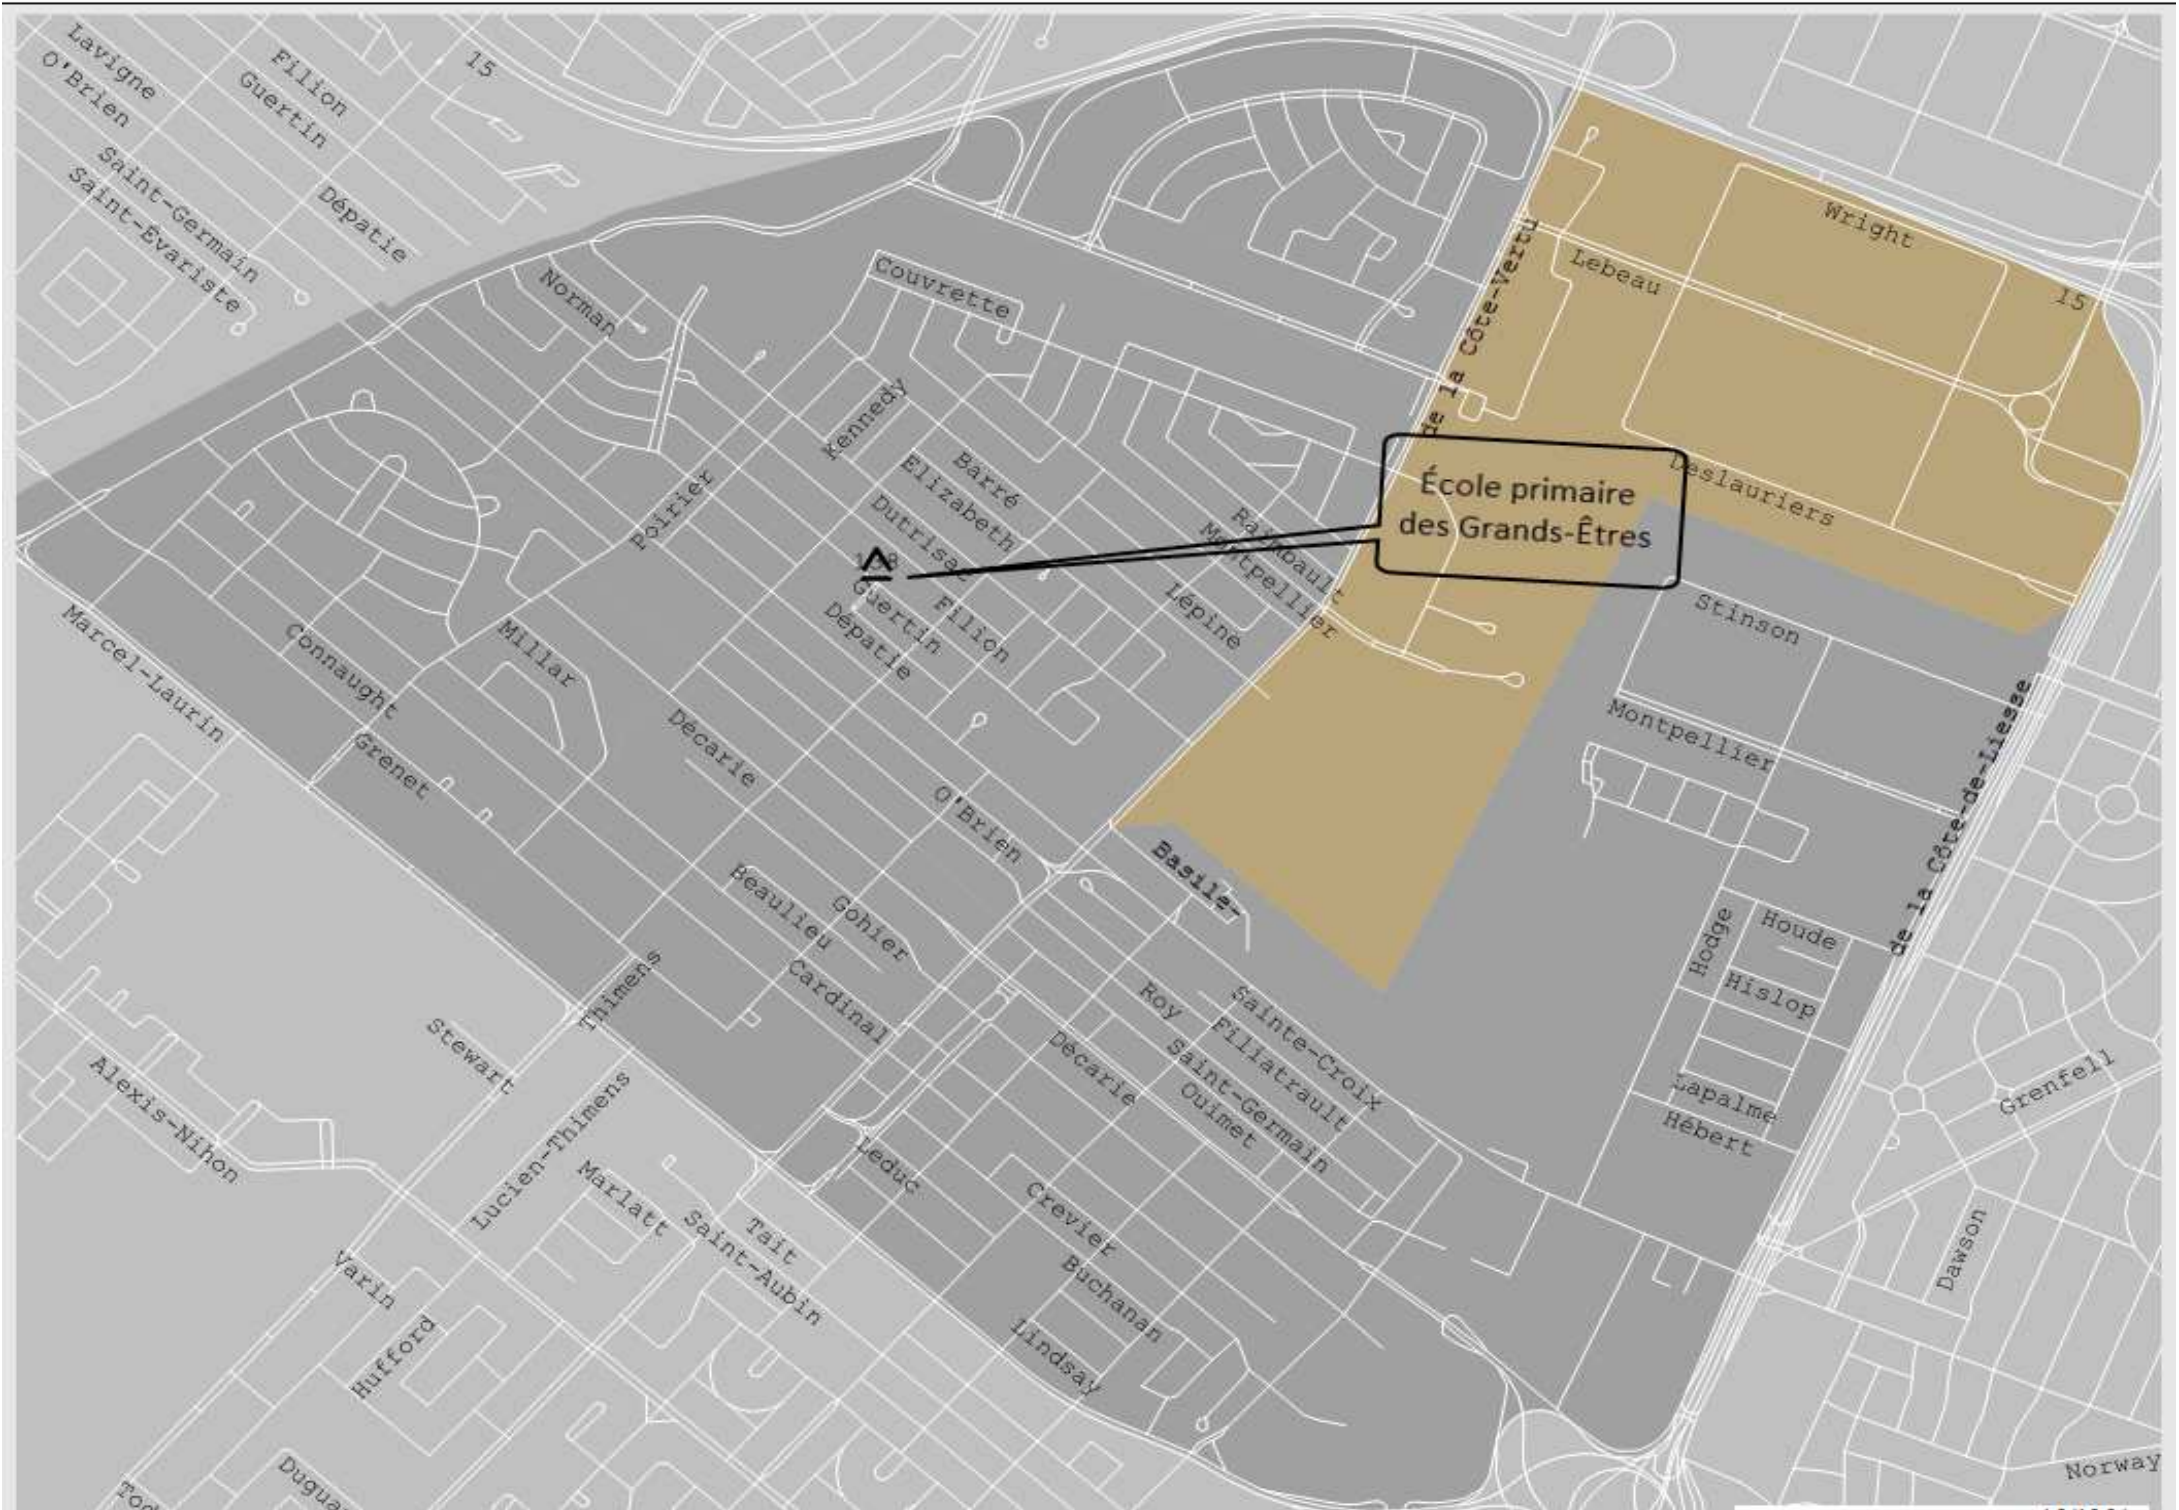 Lavigne
O'Brien
Filion
Guertin
15
Saint-Germain
Saint-Évariste
Dépatie
Norman
Couvrette
de la Côte-Vertu
Wright
Lebeau
15
Kennedy
Poirier
Barré
Elizabeth
Dutrisac
École primaire
des Grands-Êtres
Deslauriers
Raimbault
Montpellier
Lépine
Guertin
Filion
Dépatie
Stinson
Marcel-Laurin
Connaught
Millar
Grenet
Décarie
Montpellier
de la Côte-de-Liesse
O'Brien
Basile-
Beaulieu
Gohier
Cardinal
Hodge
Houde
Hislop
Thimens
Stewart
Roy
Sainte-Croix
Filiatrault
Saint-Germain
Ouimet
Décarie
Lapalme
Hébert
Grenfell
Alexis-Nihon
Lucien-Thimens
Marlatt
Leduc
Tait
Saint-Aubin
Crevier
Buchanan
Dawson
Varin
Hufford
Lindsay
Norway